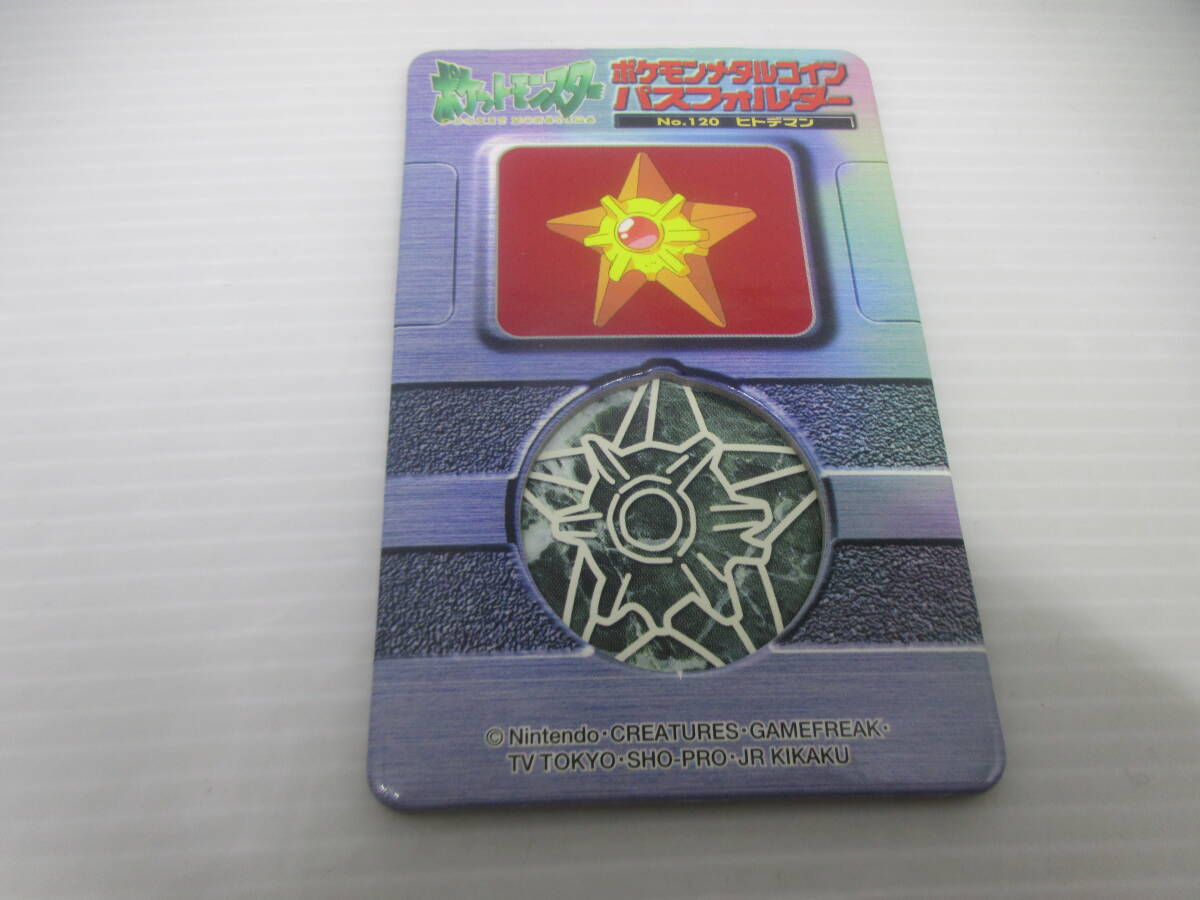 ポケットモンスター
ポケモンメタルコイン
パスフォルダー
No.120 ヒトデマン
© Nintendo・CREATURES・GAMEFREAK・
TV TOKYO・SHO-PRO・JR KIKAKU